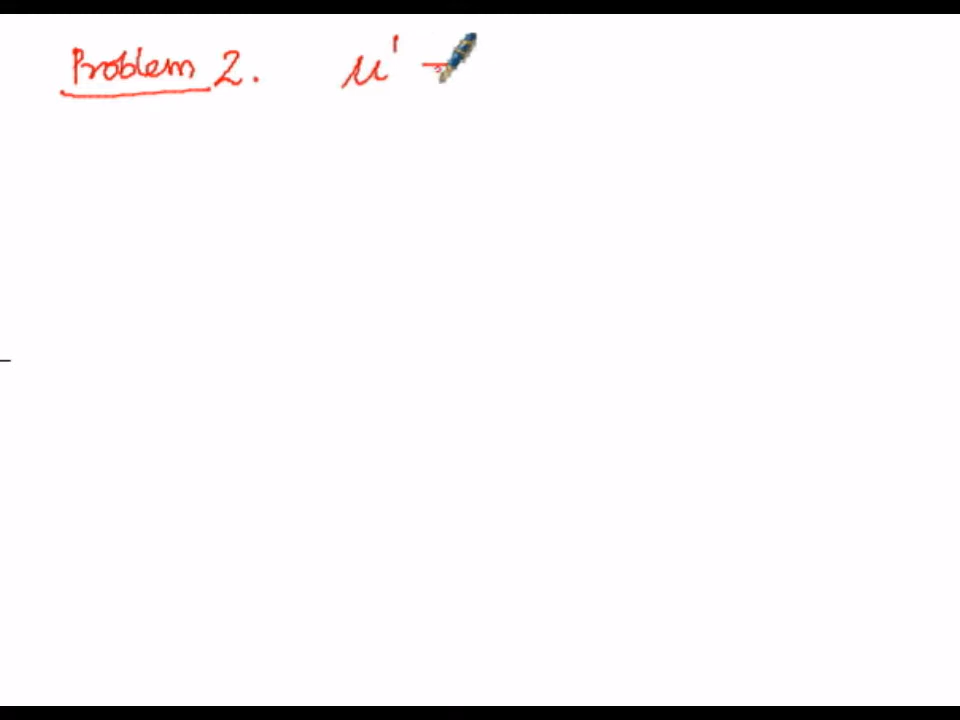 Problem 2. u' =